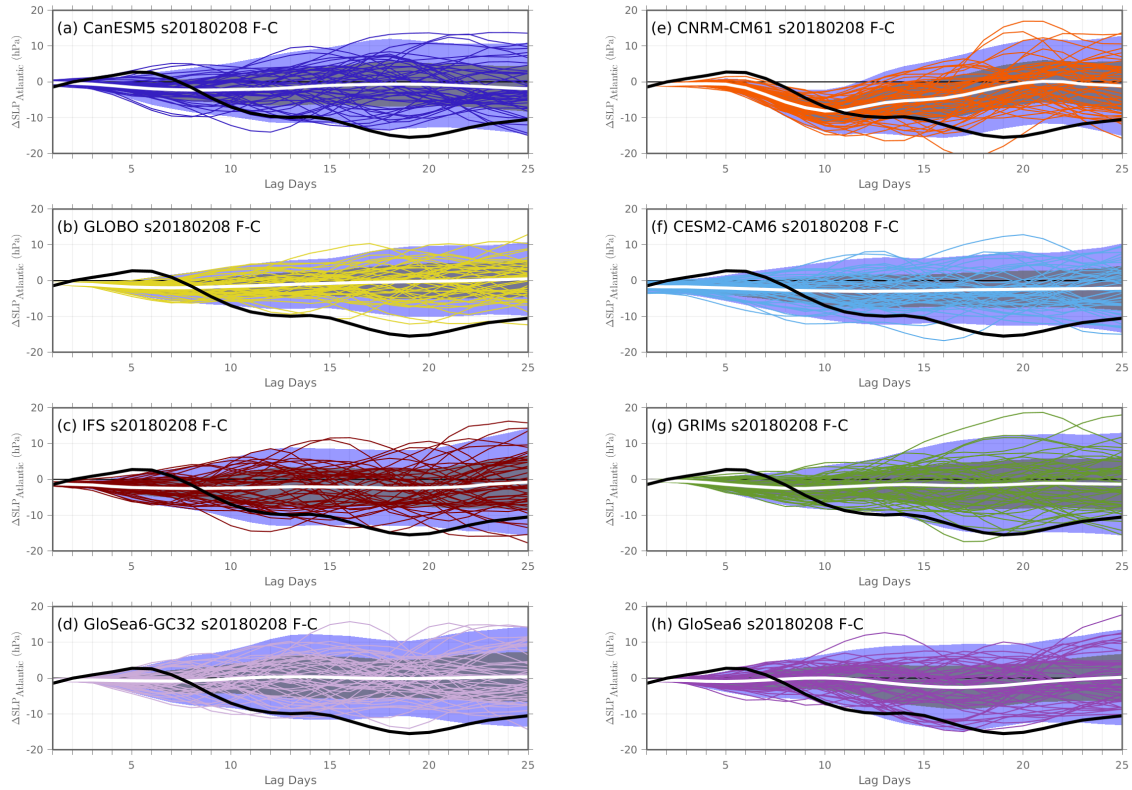 (a) CanESM5 s20180208 F-C
ΔSLP_Atlantic (hPa)
20
10
0
-10
-20
5 10 15 20 25
Lag Days
(e) CNRM-CM61 s20180208 F-C
ΔSLP_Atlantic (hPa)
20
10
0
-10
-20
5 10 15 20 25
Lag Days
(b) GLOBO s20180208 F-C
ΔSLP_Atlantic (hPa)
20
10
0
-10
-20
5 10 15 20 25
Lag Days
(f) CESM2-CAM6 s20180208 F-C
ΔSLP_Atlantic (hPa)
20
10
0
-10
-20
5 10 15 20 25
Lag Days
(c) IFS s20180208 F-C
ΔSLP_Atlantic (hPa)
20
10
0
-10
-20
5 10 15 20 25
Lag Days
(g) GRIMs s20180208 F-C
ΔSLP_Atlantic (hPa)
20
10
0
-10
-20
5 10 15 20 25
Lag Days
(d) GloSea6-GC32 s20180208 F-C
ΔSLP_Atlantic (hPa)
20
10
0
-10
-20
5 10 15 20 25
Lag Days
(h) GloSea6 s20180208 F-C
ΔSLP_Atlantic (hPa)
20
10
0
-10
-20
5 10 15 20 25
Lag Days